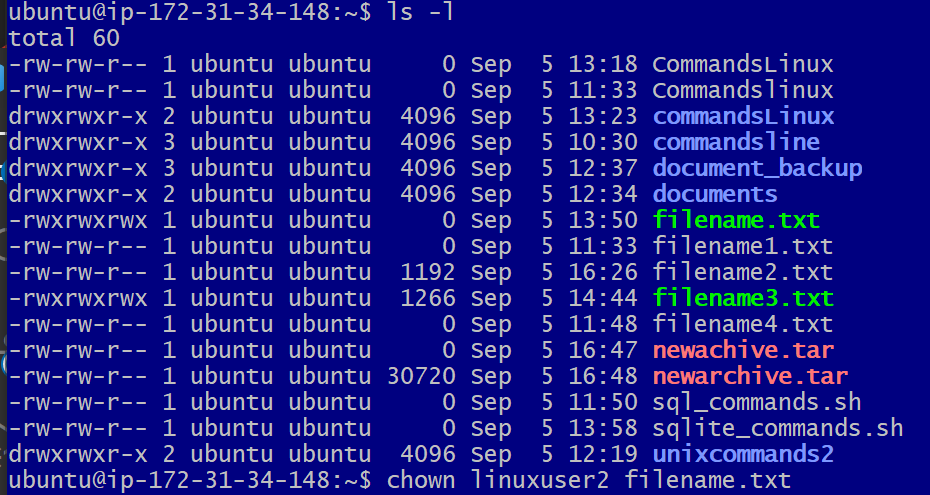 ubuntu@ip-172-31-34-148:~$ ls -l
total 60
-rw-rw-r-- 1 ubuntu ubuntu     0 Sep  5 13:18 CommandsLinux
-rw-rw-r-- 1 ubuntu ubuntu     0 Sep  5 11:33 Commandslinux
drwxrwxr-x 2 ubuntu ubuntu  4096 Sep  5 13:23 commandsLinux
drwxrwxr-x 3 ubuntu ubuntu  4096 Sep  5 10:30 commandsline
drwxrwxr-x 3 ubuntu ubuntu  4096 Sep  5 12:37 document_backup
drwxrwxr-x 2 ubuntu ubuntu  4096 Sep  5 12:34 documents
-rwxrwxrwx 1 ubuntu ubuntu     0 Sep  5 13:50 filename.txt
-rw-rw-r-- 1 ubuntu ubuntu     0 Sep  5 11:33 filename1.txt
-rw-rw-r-- 1 ubuntu ubuntu  1192 Sep  5 16:26 filename2.txt
-rwxrwxrwx 1 ubuntu ubuntu  1266 Sep  5 14:44 filename3.txt
-rw-rw-r-- 1 ubuntu ubuntu     0 Sep  5 11:48 filename4.txt
-rw-rw-r-- 1 ubuntu ubuntu     0 Sep  5 16:47 newachive.tar
-rw-rw-r-- 1 ubuntu ubuntu 30720 Sep  5 16:48 newarchive.tar
-rw-rw-r-- 1 ubuntu ubuntu     0 Sep  5 11:50 sql_commands.sh
-rw-rw-r-- 1 ubuntu ubuntu     0 Sep  5 13:58 sqlite_commands.sh
drwxrwxr-x 2 ubuntu ubuntu  4096 Sep  5 12:19 unixcommands2
ubuntu@ip-172-31-34-148:~$ chown linuxuser2 filename.txt